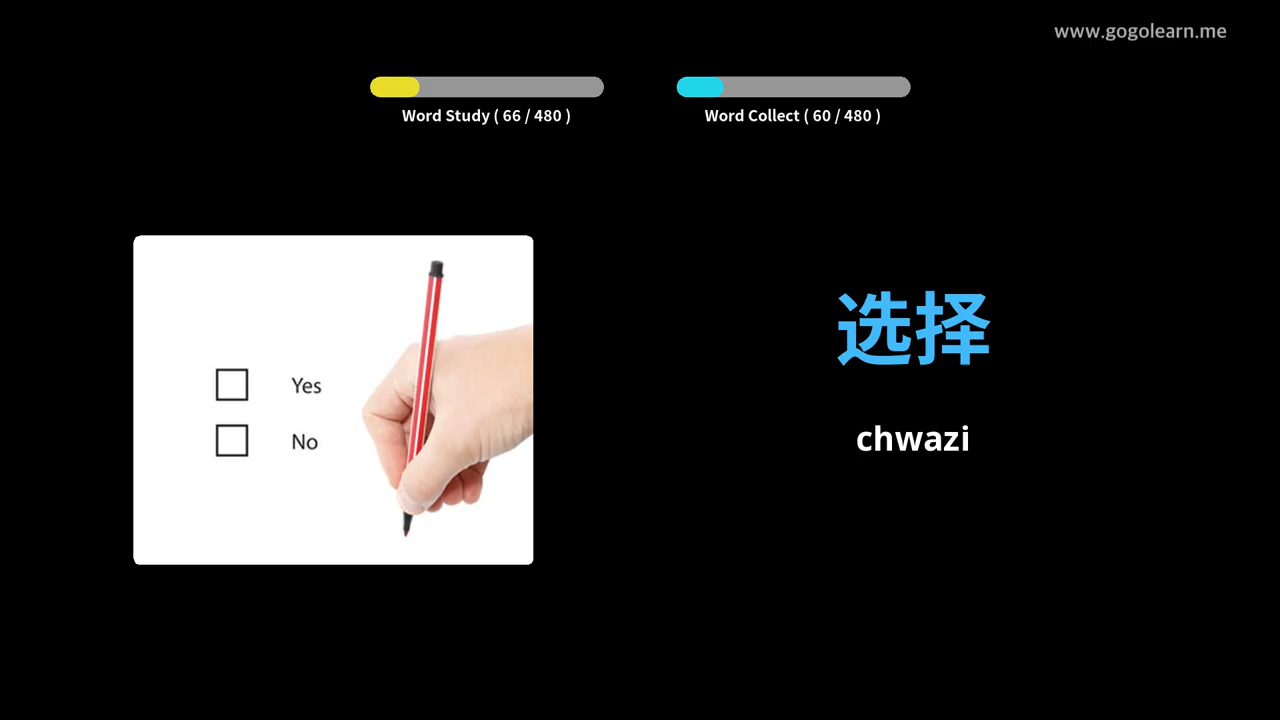 www.gogolearn.me
Word Study ( 66 / 480 )
Word Collect ( 60 / 480 )
Yes
No
选择
chwazi